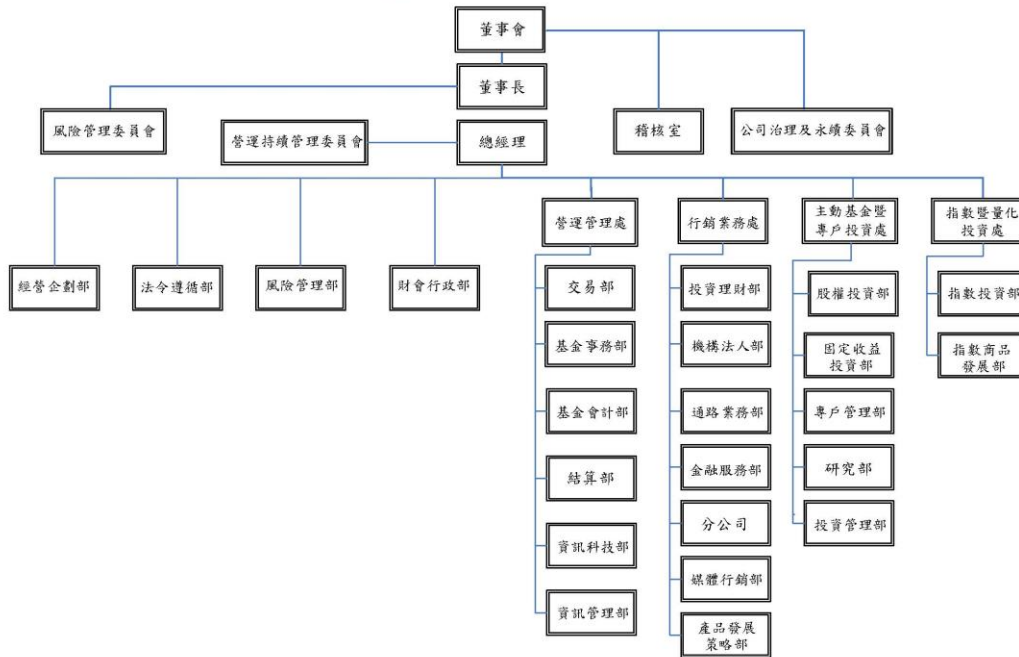 董事會
董事長
風險管理委員會
營運持續管理委員會
總經理
稽核室
公司治理及永續委員會
經營企劃部
法令遵循部
風險管理部
財會行政部
營運管理處
交易部
基金事務部
基金會計部
結算部
資訊科技部
資訊管理部
行銷業務處
投資理財部
機構法人部
通路業務部
金融服務部
分公司
媒體行銷部
產品發展
策略部
主動基金暨
專戶投資處
股權投資部
固定收益
投資部
專戶管理部
研究部
投資管理部
指數暨量化
投資處
指數投資部
指數商品
發展部